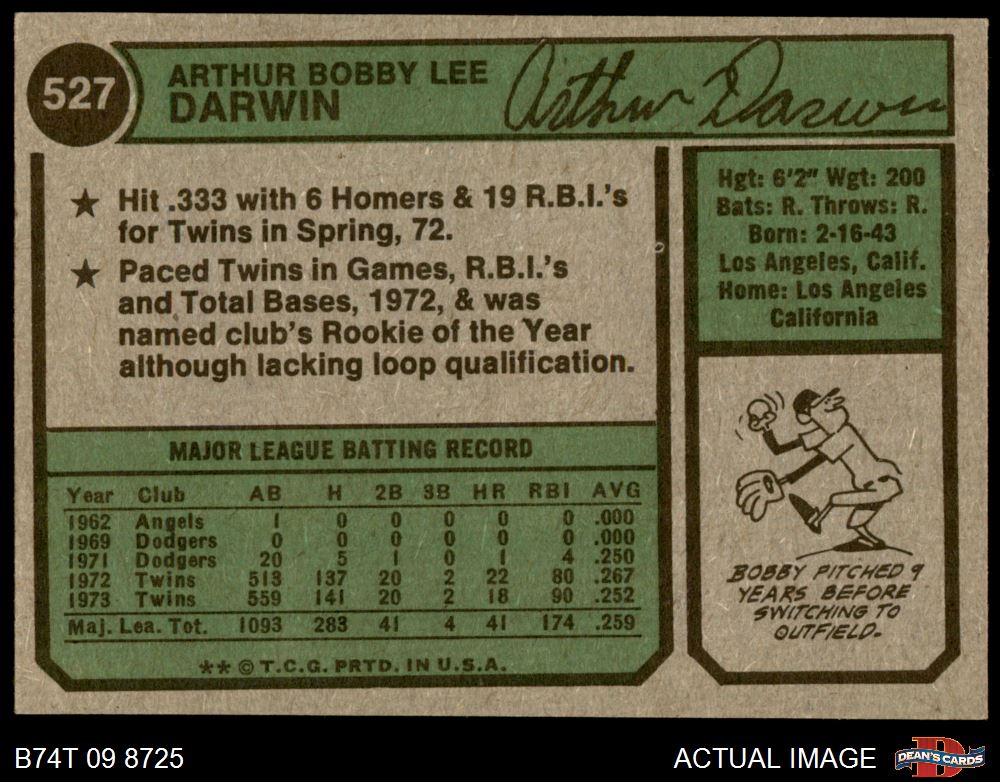 527
ARTHUR BOBBY LEE
DARWIN
Arthur Darwin
★ Hit .333 with 6 Homers & 19 R.B.I.'s
for Twins in Spring, 72.
★ Paced Twins in Games, R.B.I.'s
and Total Bases, 1972, & was
named club's Rookie of the Year
although lacking loop qualification.
Hgt: 6'2" Wgt: 200
Bats: R. Throws: R.
Born: 2-16-43
Los Angeles, Calif.
Home: Los Angeles
California
MAJOR LEAGUE BATTING RECORD
Year Club AB H 2B 3B HR RBI AVG
1962 Angels 1 0 0 0 0 0 .000
1969 Dodgers 0 0 0 0 0 0 .000
1971 Dodgers 20 5 1 0 1 4 .250
1972 Twins 513 137 20 2 22 80 .267
1973 Twins 559 141 20 2 18 90 .252
Maj. Lea. Tot. 1093 283 41 4 41 174 .259
** © T.C.G. PRTD. IN U.S.A.
BOBBY PITCHED 9
YEARS BEFORE
SWITCHING TO
OUTFIELD.
B74T 09 8725
ACTUAL IMAGE
D
DEAN'S CARDS